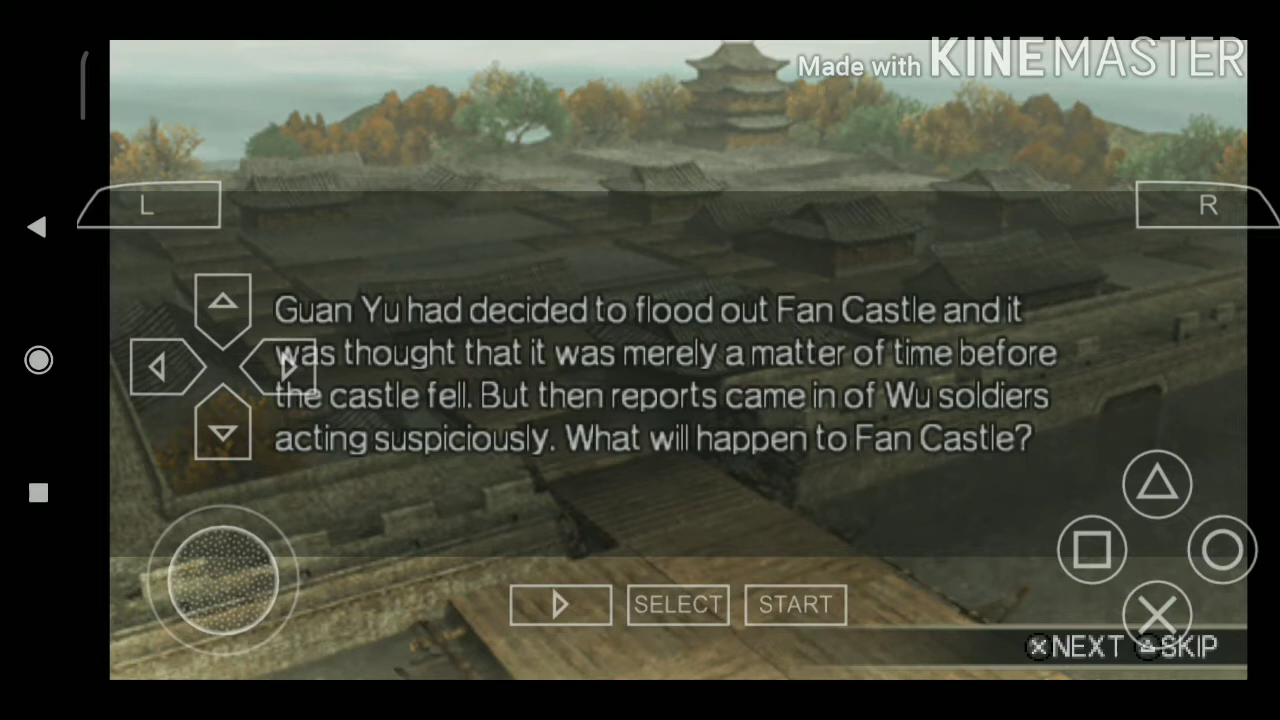 Made with KINEMASTER
L
R
Guan Yu had decided to flood out Fan Castle and it
was thought that it was merely a matter of time before
the castle fell. But then reports came in of Wu soldiers
acting suspiciously. What will happen to Fan Castle?
SELECT
START
NEXT SKIP